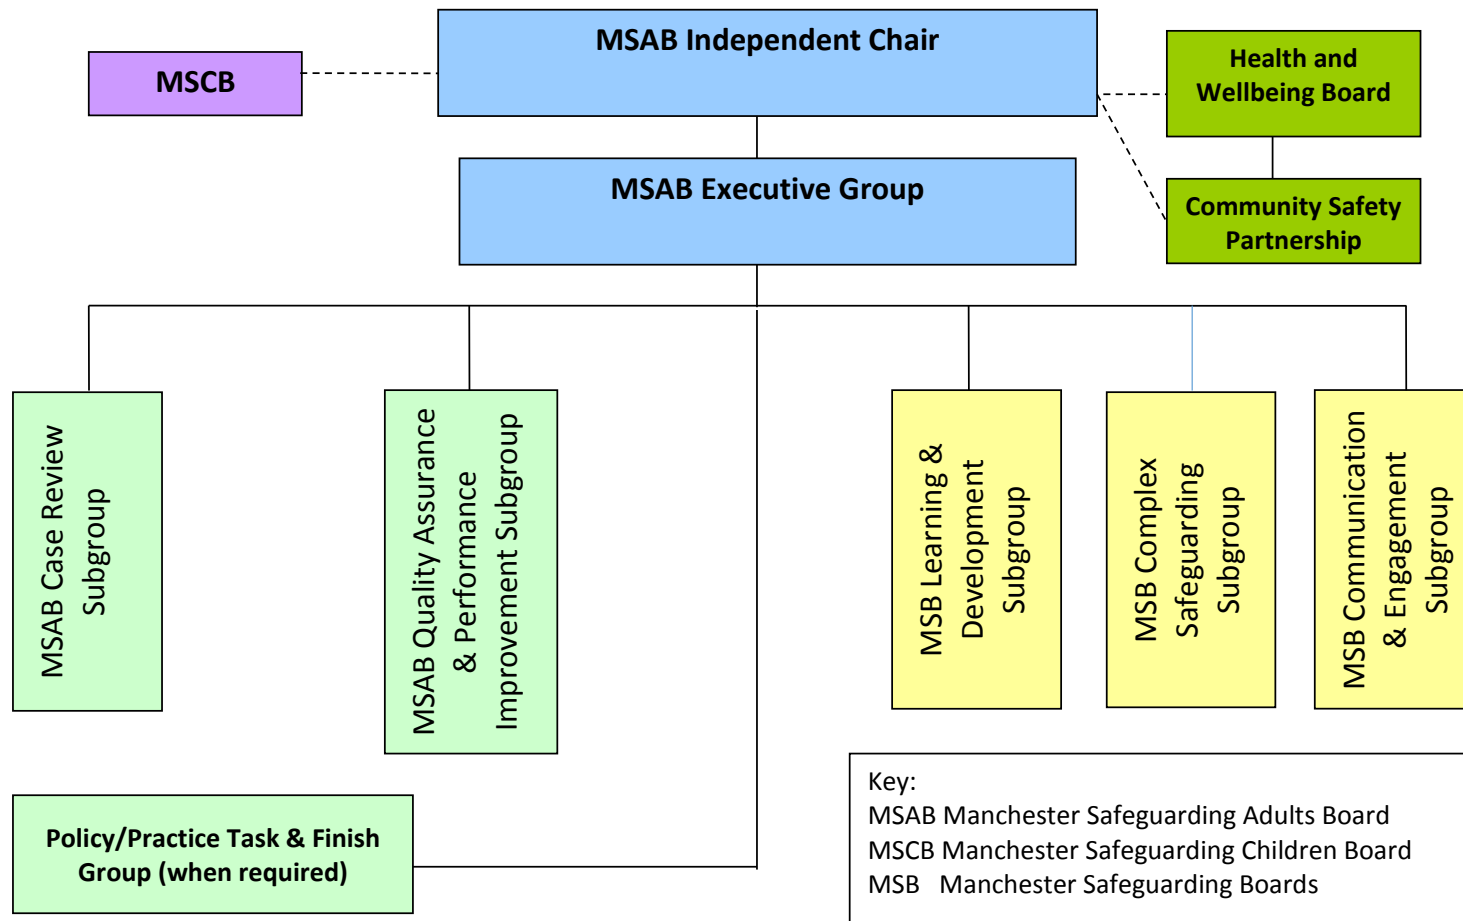 MSAB Independent Chair
MSCB
Health and
Wellbeing Board
MSAB Executive Group
Community Safety
Partnership
MSAB Case Review
Subgroup
MSAB Quality Assurance
& Performance
Improvement Subgroup
MSB Learning &
Development
Subgroup
MSB Complex
Safeguarding
Subgroup
MSB Communication
& Engagement
Subgroup
Policy/Practice Task & Finish
Group (when required)
Key:
MSAB Manchester Safeguarding Adults Board
MSCB Manchester Safeguarding Children Board
MSB Manchester Safeguarding Boards